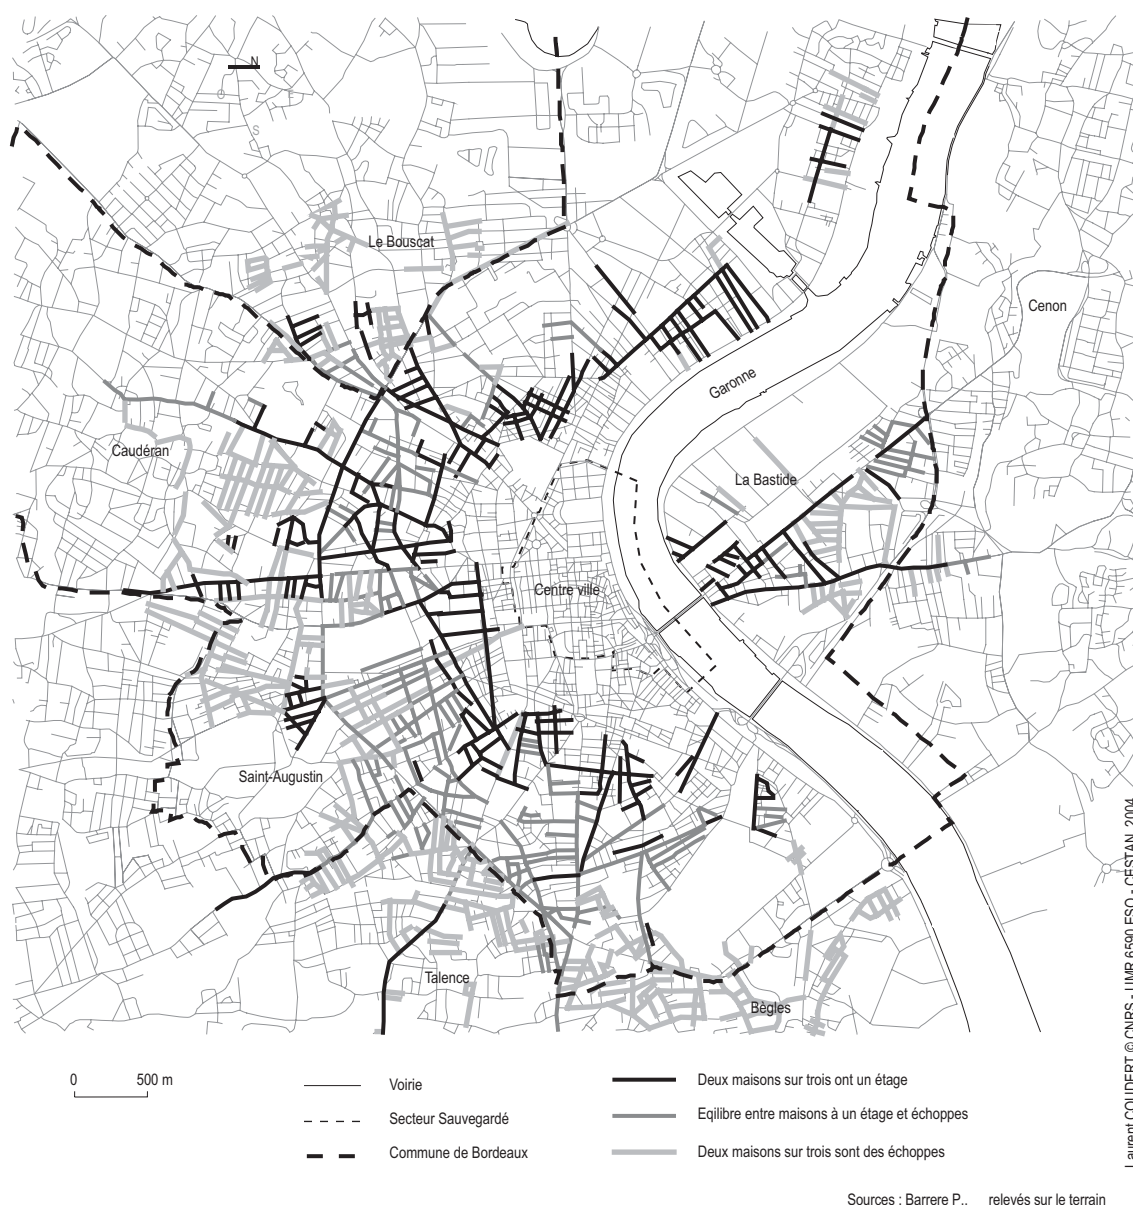 N
S
Le Bouscat
Cenon
Garonne
Caudéran
La Bastide
Centre ville
Saint-Augustin
Talence
Bègles
Laurent COUDERT © CNRS - UMR 6590 ESO - CESTAN, 2004
0 500 m
Voirie
Secteur Sauvegardé
Commune de Bordeaux
Deux maisons sur trois ont un étage
Eqilibre entre maisons à un étage et échoppes
Deux maisons sur trois sont des échoppes
Sources : Barrere P.. relevés sur le terrain